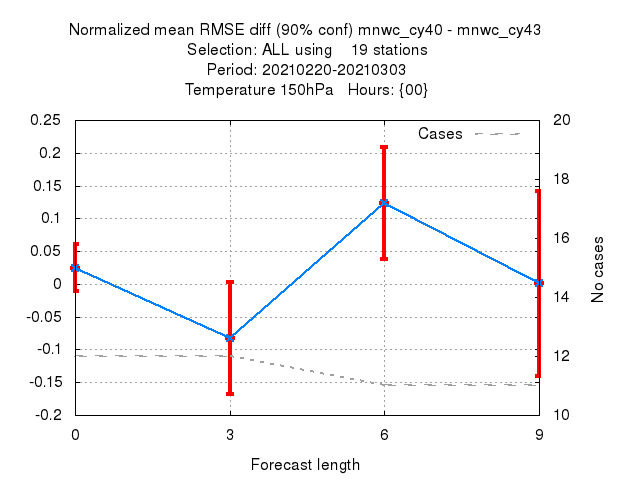 Normalized mean RMSE diff (90% conf) mnwc_cy40 - mnwc_cy43
Selection: ALL using    19 stations
Period: 20210220-20210303
Temperature 150hPa   Hours: {00}
Cases
0.25
0.2
0.15
0.1
0.05
0
-0.05
-0.1
-0.15
-0.2
20
18
16
14
12
10
No cases
0 3 6 9
Forecast length